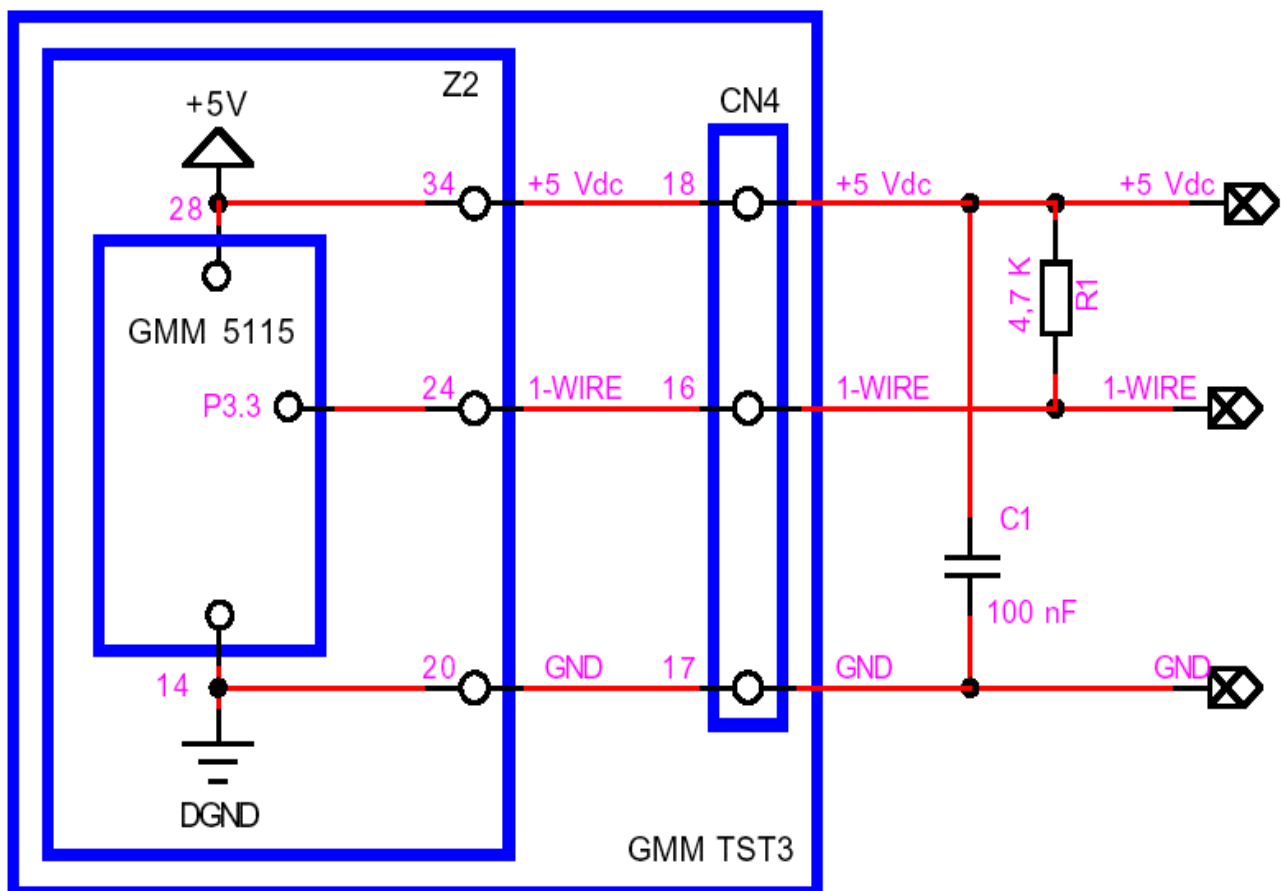 Z2
+5V
CN4
34
+5 Vdc
18
+5 Vdc
+5 Vdc
28
GMM 5115
4,7 K
R1
P3.3
24
1-WIRE
16
1-WIRE
1-WIRE
C1
100 nF
14
20
GND
17
GND
GND
DGND
GMM TST3